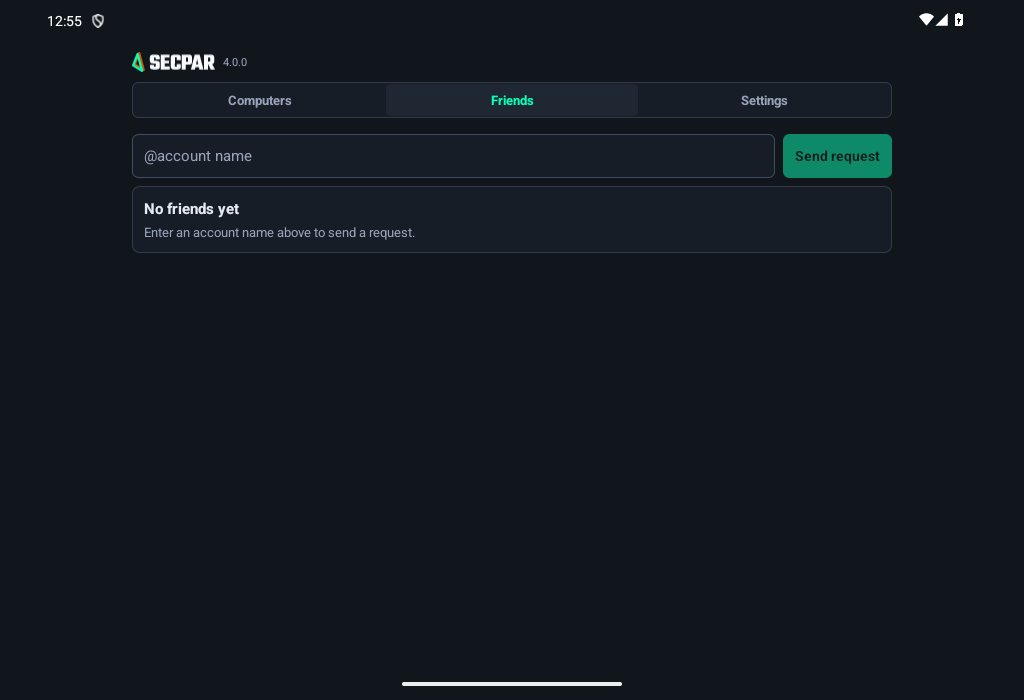 12:55
SECPAR 4.0.0
Computers Friends Settings
@account name Send request
No friends yet
Enter an account name above to send a request.